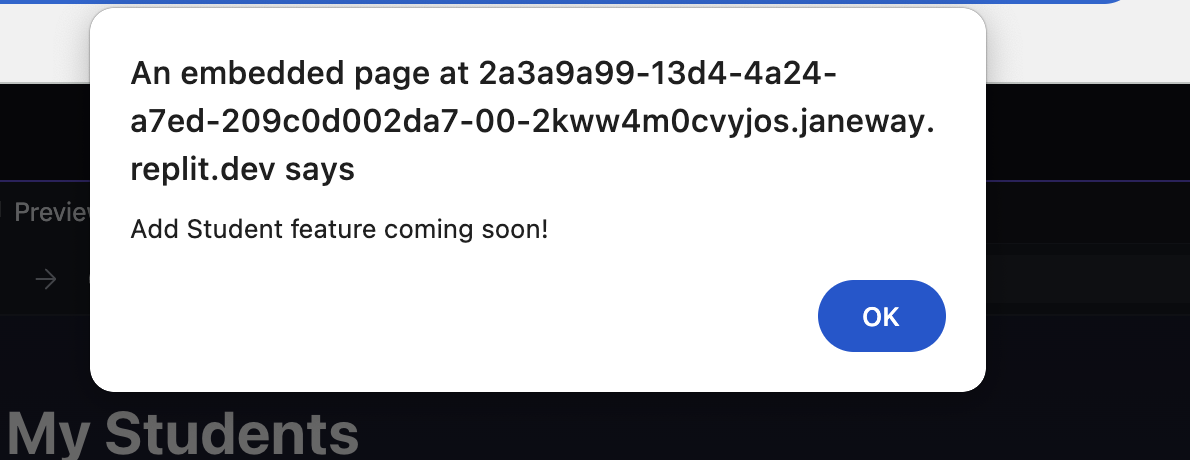 An embedded page at 2a3a9a99-13d4-4a24-
a7ed-209c0d002da7-00-2kww4m0cvyjos.janeway.
replit.dev says
Add Student feature coming soon!
OK
My Students